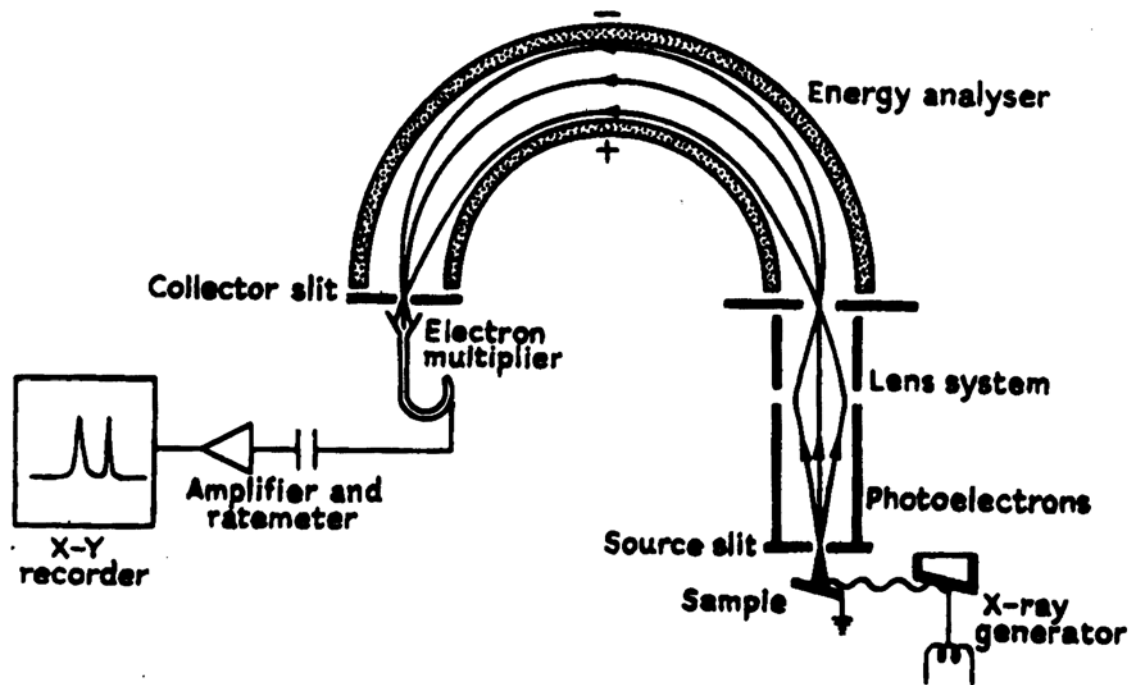 −
Energy analyser
+
Collector slit
Electron
multiplier
Lens system
Amplifier and
ratemeter
Photoelectrons
X-Y
recorder
Source slit
Sample
X-ray
generator